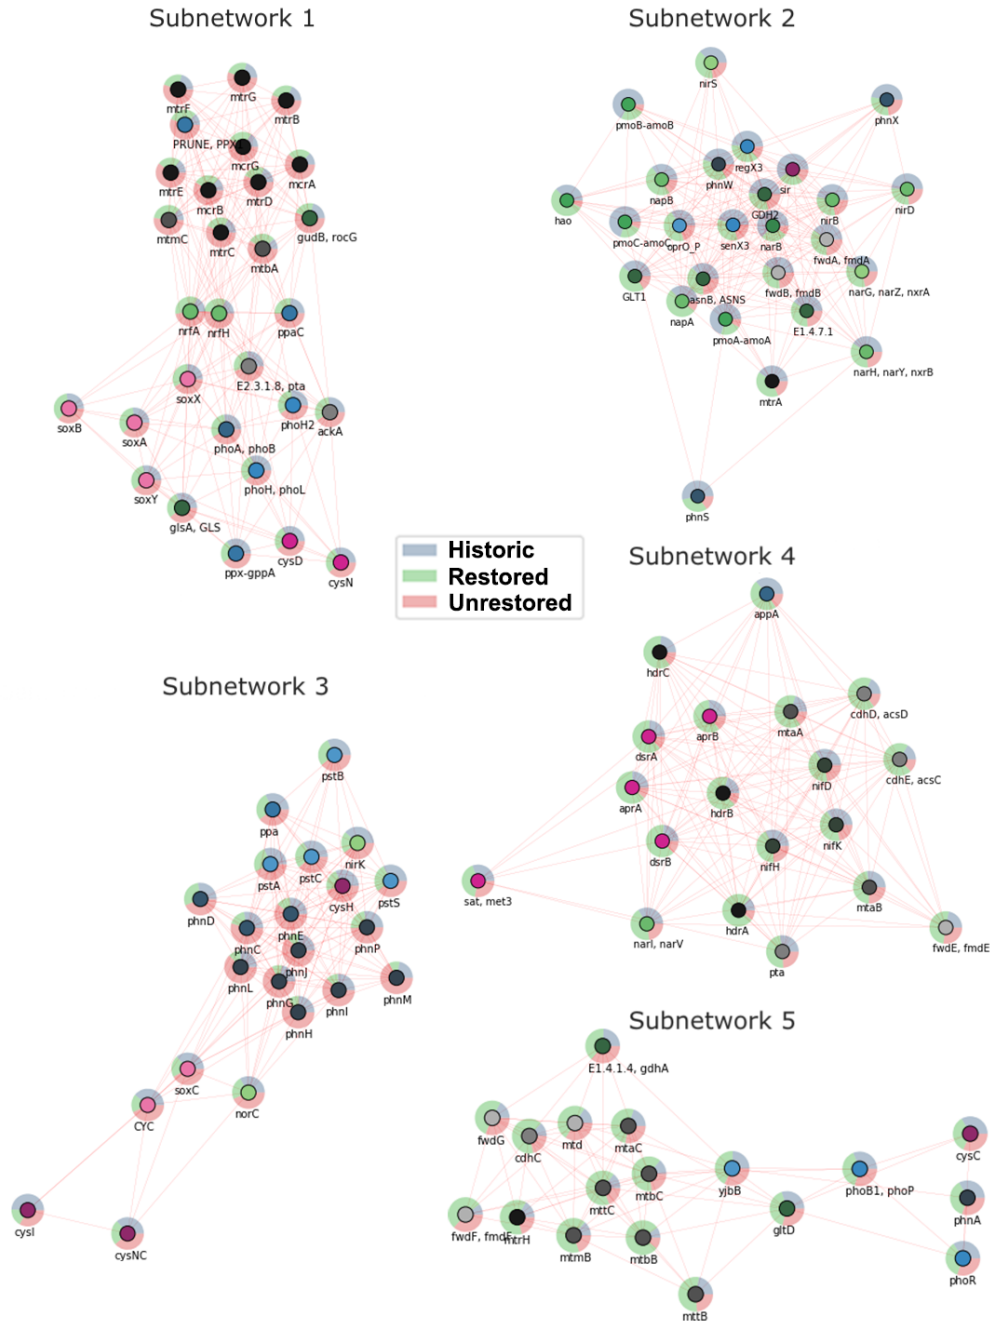 Subnetwork 1
mtrF
mtrG
mtrB
PRUNE, PPX1
mcrG
mcrA
mtrE
mcrB
mtrD
mtmC
mtrC
gudB, rocG
mtbA
nrfA
nrfH
ppaC
E2.3.1.8, pta
soxX
soxB
soxA
phoH2
ackA
phoA, phoB
soxY
phoH, phoL
glsA, GLS
ppx-gppA
cysD
cysN
Subnetwork 2
nirS
pmoB-amoB
phnX
regX3
phnW
sir
napB
GDH2
nirB
nirD
hao
pmoC-amoC
oprO_P
senX3
narB
fwdA, fmdA
GLT1
asnB, ASNS
fwdB, fmdB
narG, narZ, nxrA
napA
pmoA-amoA
E1.4.7.1
narH, narY, nxrB
mtrA
phnS
Historic
Restored
Unrestored
Subnetwork 3
pstB
ppa
pstA
pstC
nirK
cysH
pstS
phnD
phnC
phnE
phnP
phnJ
phnL
phnG
phnI
phnM
phnH
soxC
CYC
norC
cysI
cysNC
Subnetwork 4
appA
hdrC
cdhD, acsD
aprB
mtaA
dsrA
cdhE, acsC
nifD
aprA
hdrB
nifK
dsrB
nifH
sat, met3
mtaB
narI, narV
hdrA
fwdE, fmdE
pta
Subnetwork 5
E1.4.1.4, gdhA
fwdG
cdhC
mtd
mtaC
cysC
mttC
mtbC
yjbB
phoB1, phoP
phnA
fwdF, fmdF
mtrH
gltD
mtmB
mtbB
phoR
mttB